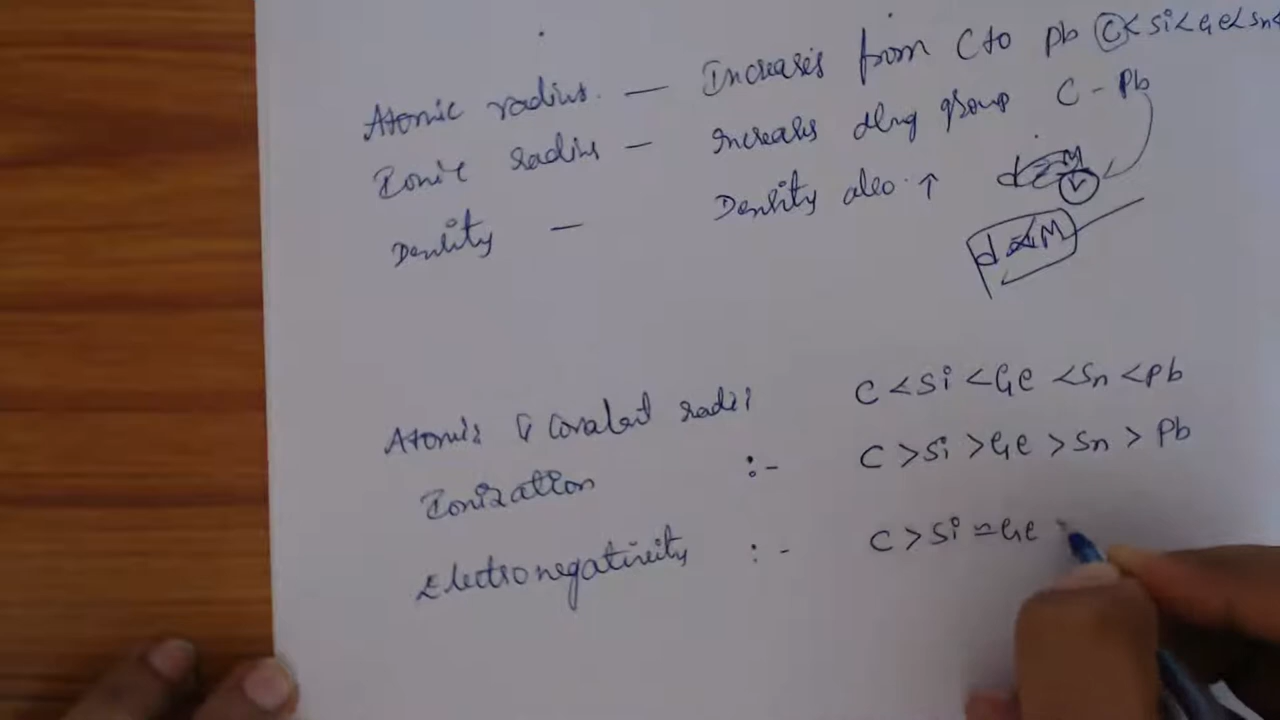 Atomic radius. — Increases from C to Pb C<Si<Ge<Sn<
Ionic radius — Increases along group C - Pb
Density — Density also ↑
V
d ∝ M
Atomic & covalent radii C < Si < Ge < Sn < Pb
Ionization :- C > Si > Ge > Sn > Pb
Electronegativity :- C > Si ≃ Ge